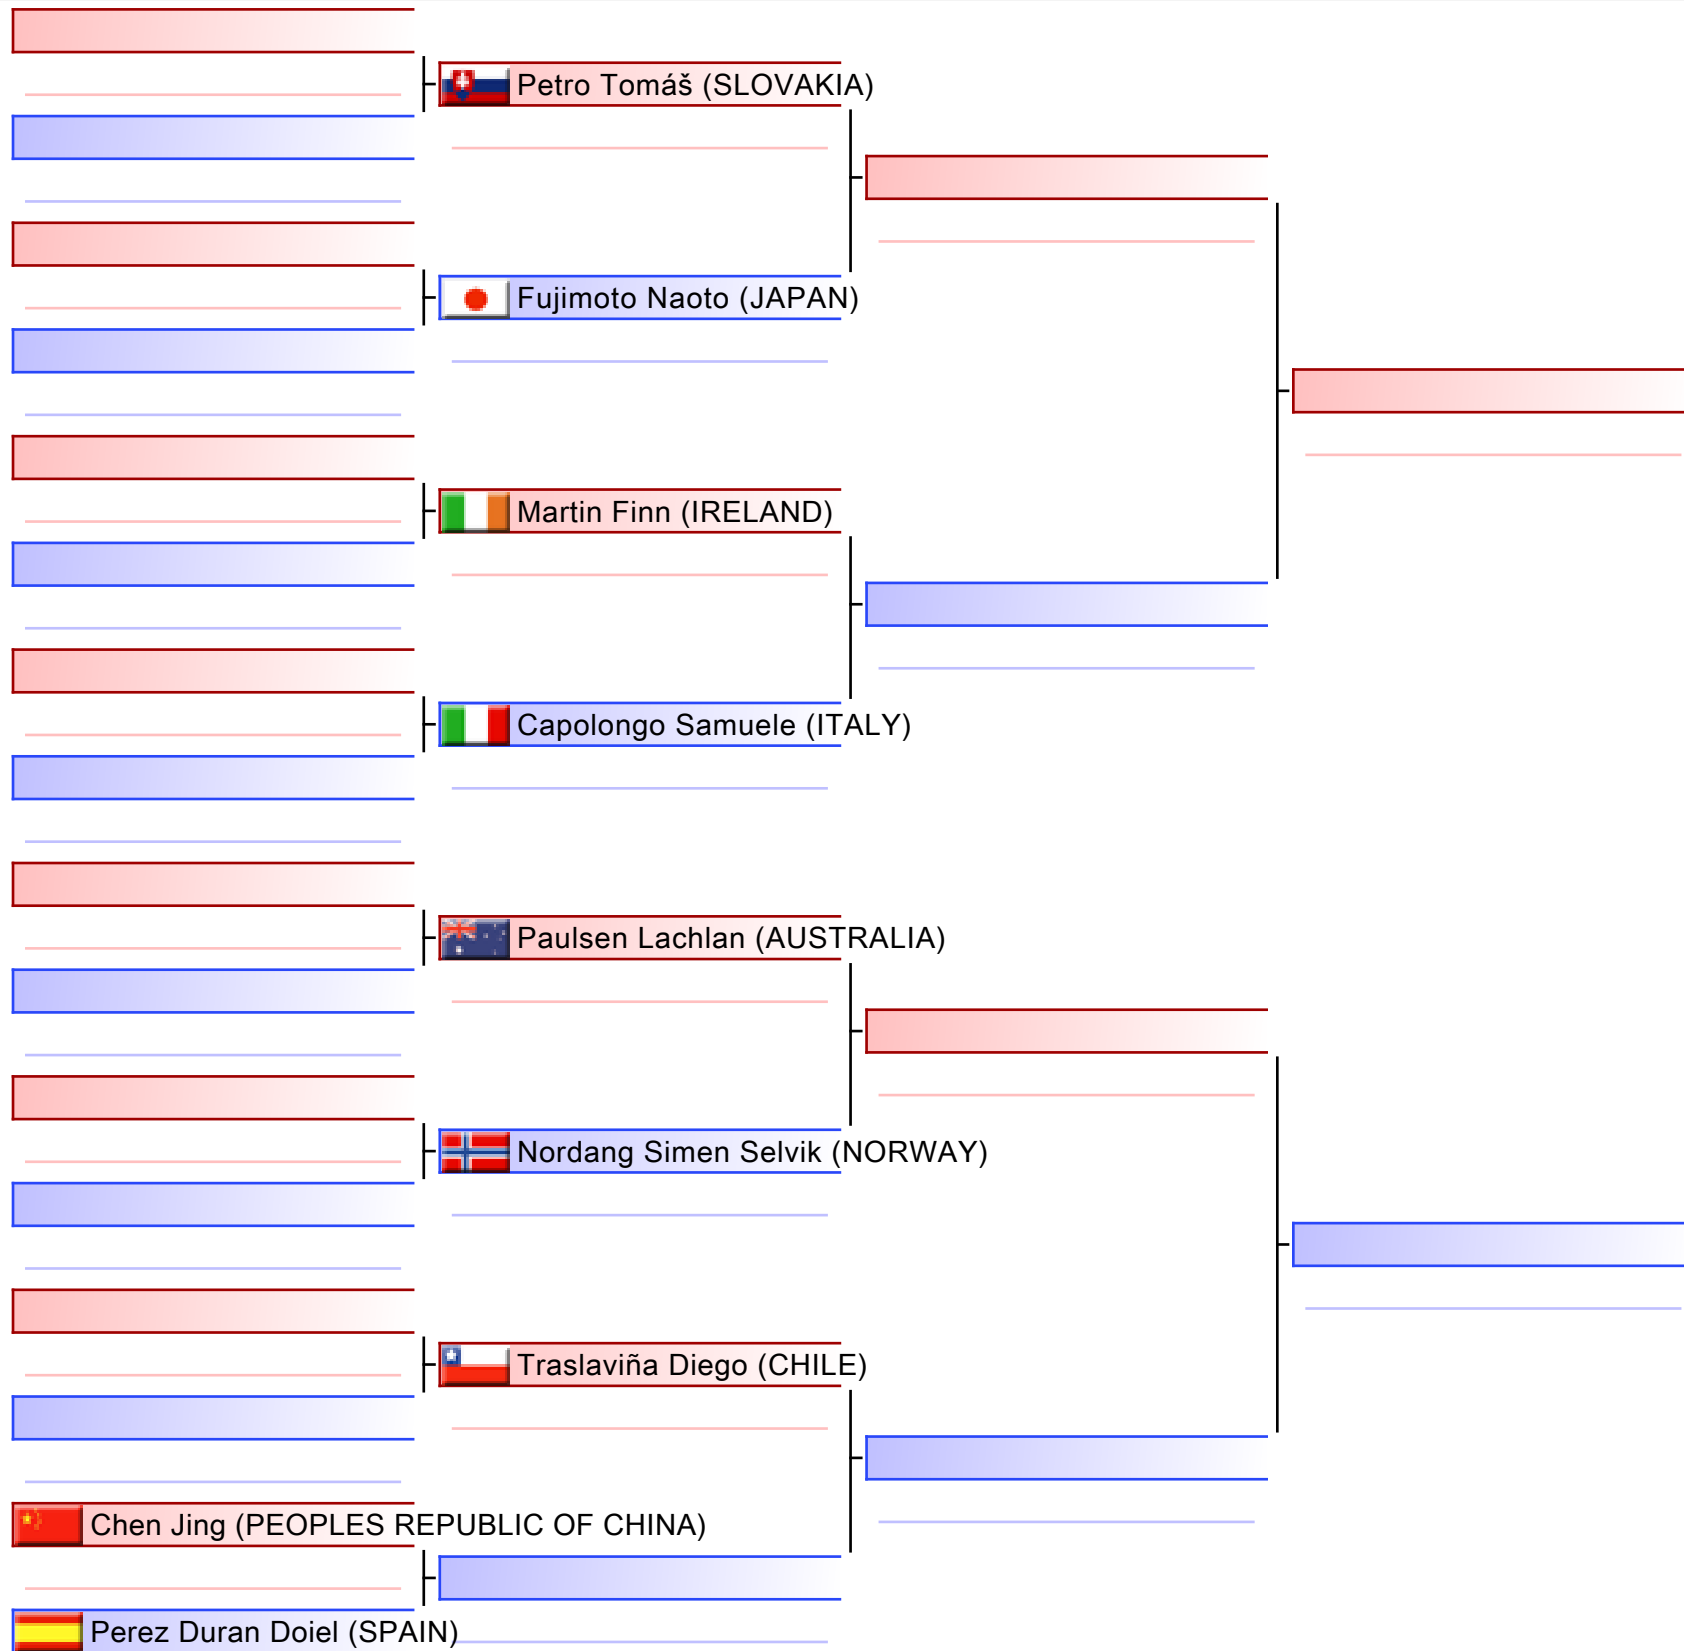 Petro Tomáš (SLOVAKIA)
Fujimoto Naoto (JAPAN)
Martin Finn (IRELAND)
Capolongo Samuele (ITALY)
Paulsen Lachlan (AUSTRALIA)
Nordang Simen Selvik (NORWAY)
Traslaviña Diego (CHILE)
Chen Jing (PEOPLES REPUBLIC OF CHINA)
Perez Duran Doiel (SPAIN)